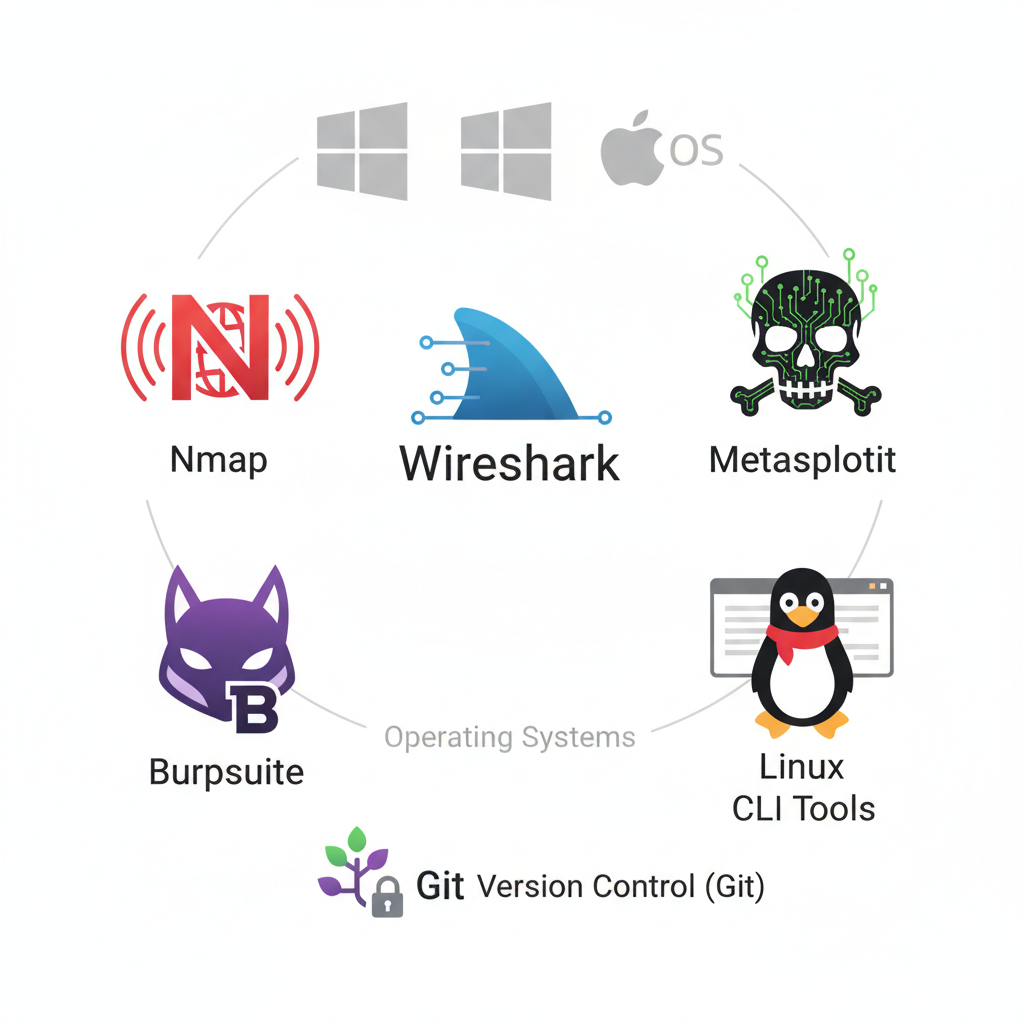 OS
N
Nmap
Wireshark
Metasplotit
B
Burpsuite
Operating Systems
Linux
CLI Tools
Git Version Control (Git)